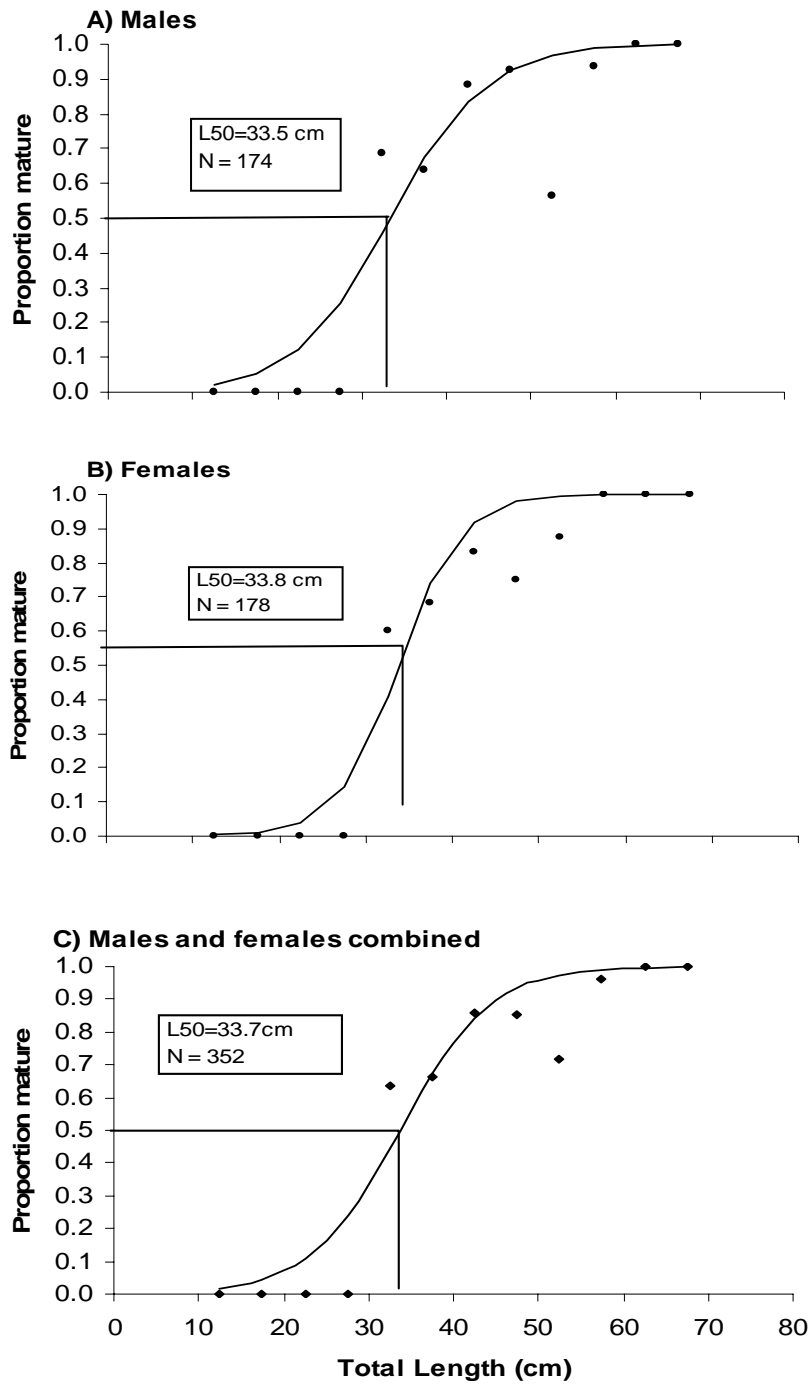 A) Males
1.0
0.9
0.8
0.7
0.6
0.5
0.4
0.3
0.2
0.1
0.0
Proportion mature
L50=33.5 cm
N = 174
B) Females
1.0
0.9
0.8
0.7
0.6
0.5
0.4
0.3
0.2
0.1
0.0
Proportion mature
L50=33.8 cm
N = 178
C) Males and females combined
1.0
0.9
0.8
0.7
0.6
0.5
0.4
0.3
0.2
0.1
0.0
Proportion mature
L50=33.7cm
N = 352
0 10 20 30 40 50 60 70 80
Total Length (cm)